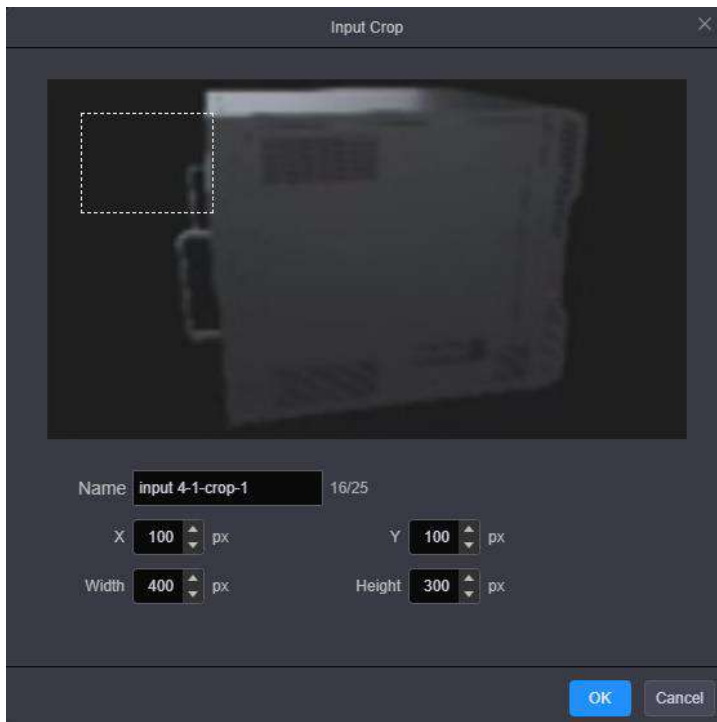 Input Crop
Name input 4-1-crop-1 16/25
X 100 px Y 100 px
Width 400 px Height 300 px
OK Cancel